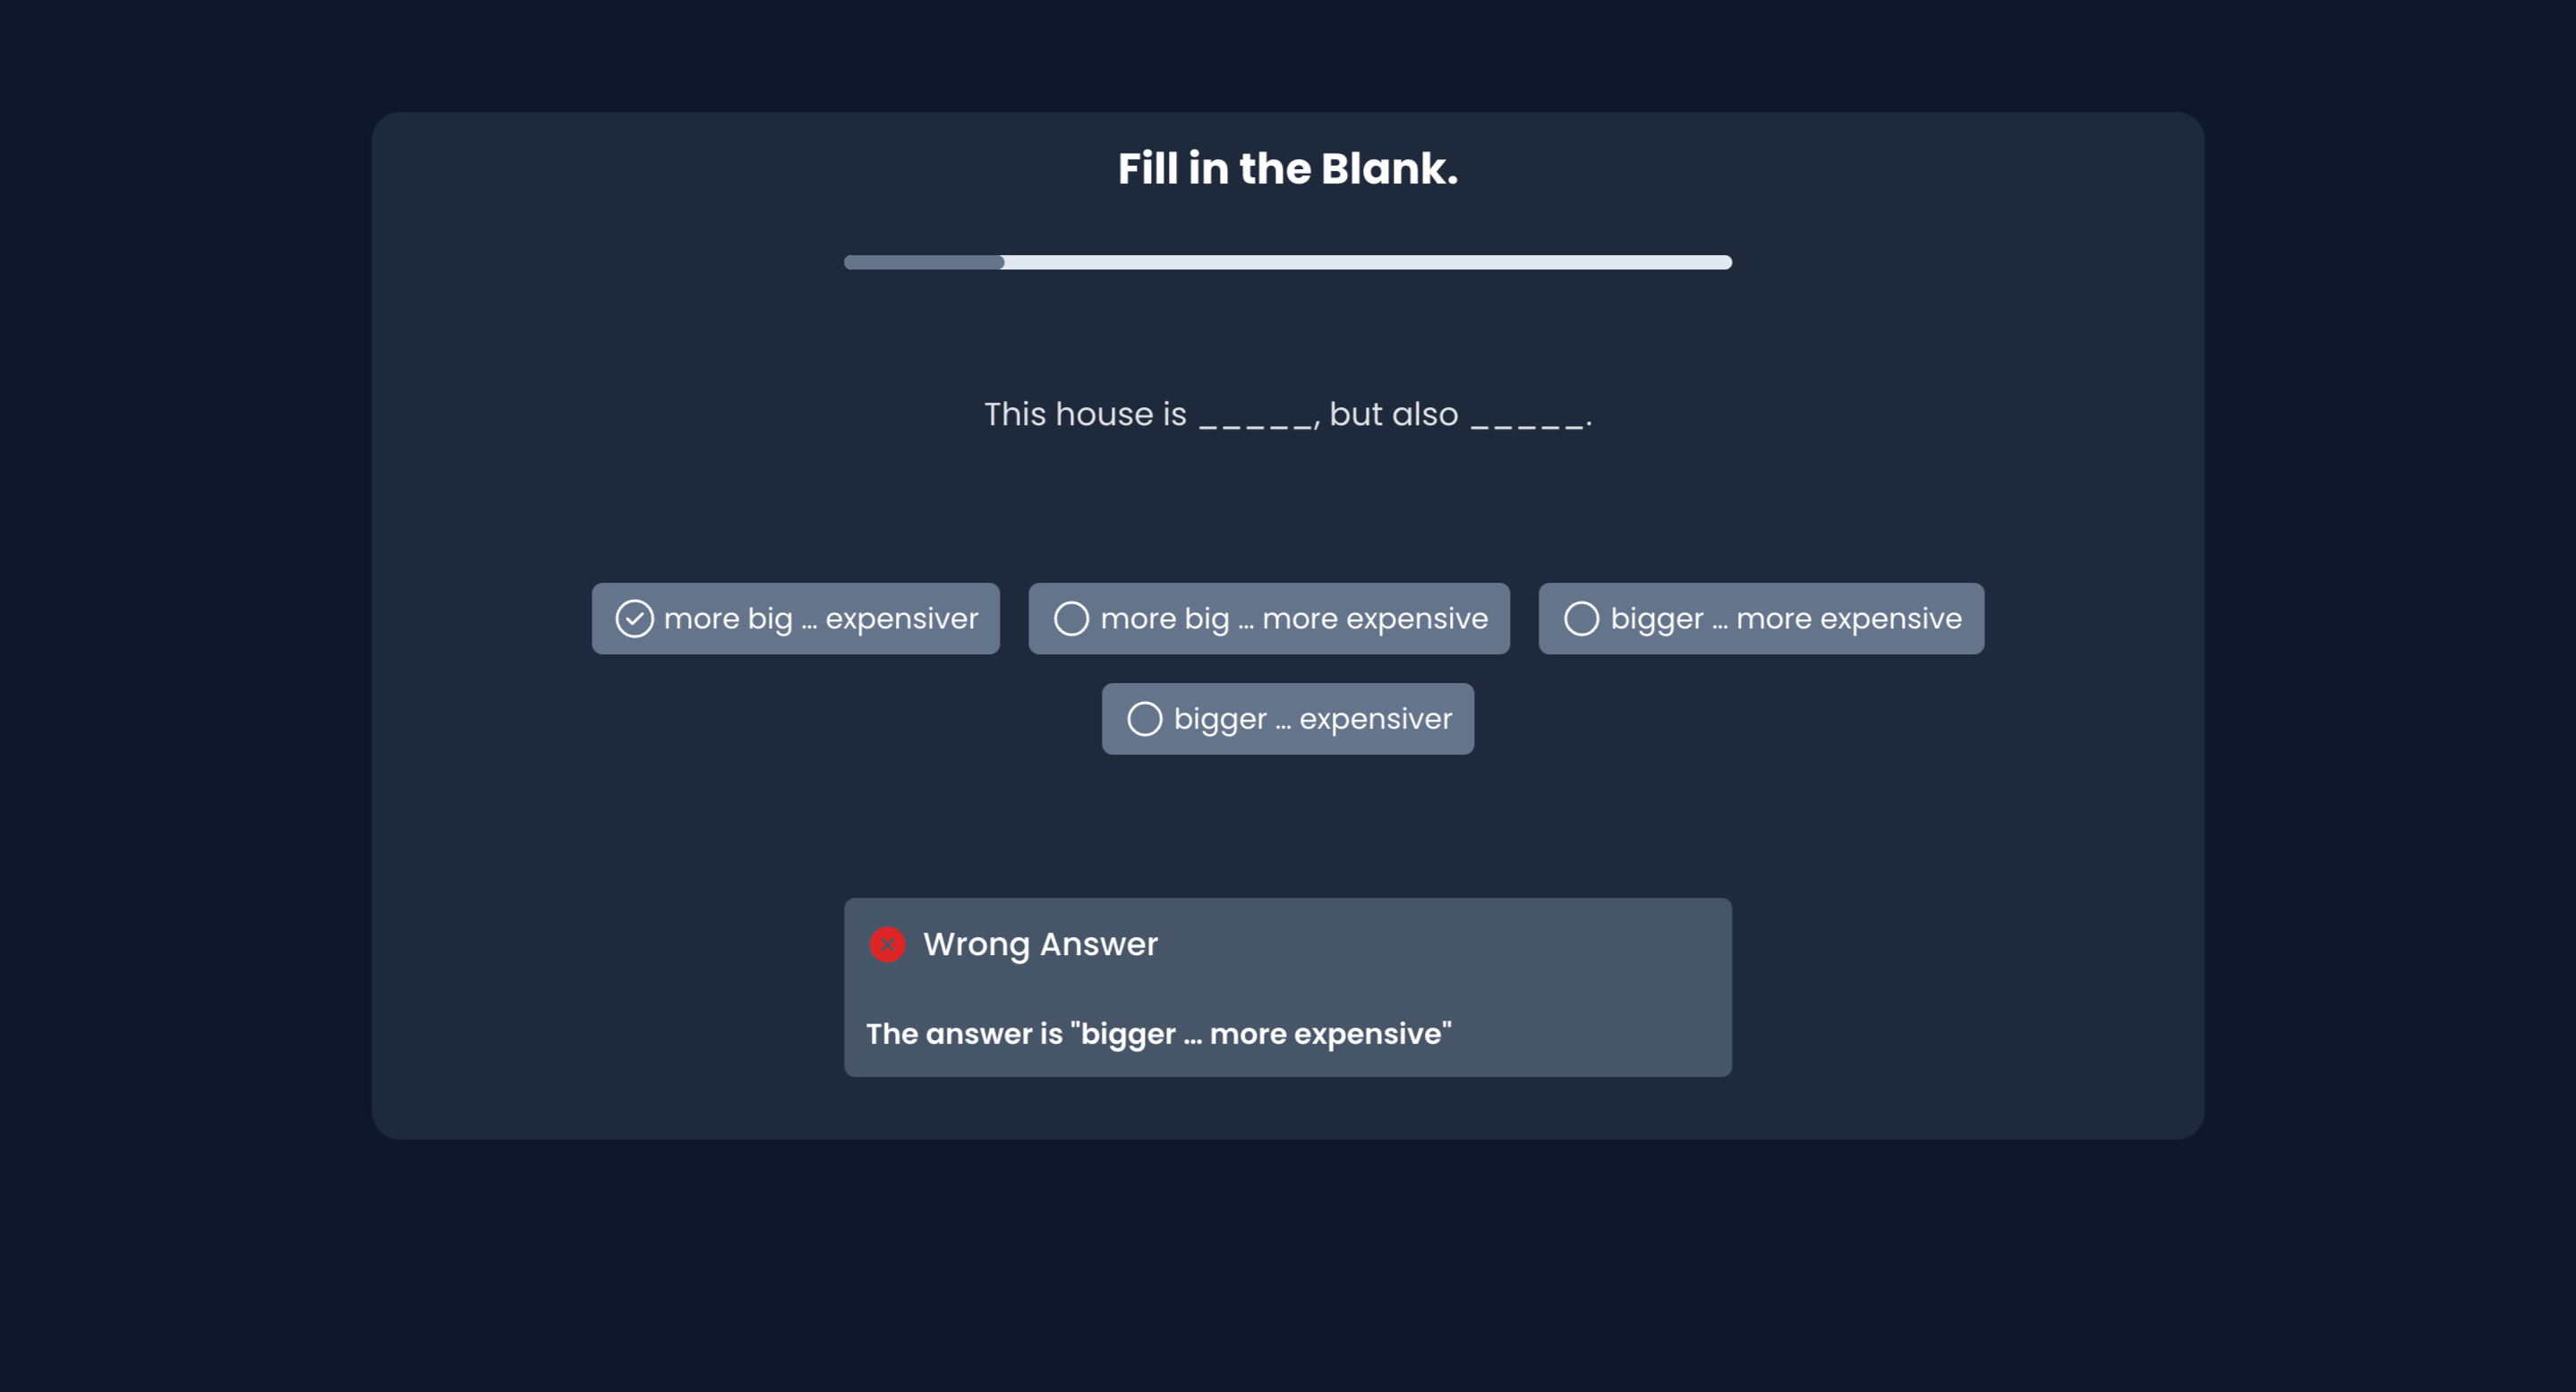 Fill in the Blank.
This house is _____, but also _____.
more big ... expensiver
more big ... more expensive
bigger ... more expensive
bigger ... expensiver
Wrong Answer
The answer is "bigger ... more expensive"